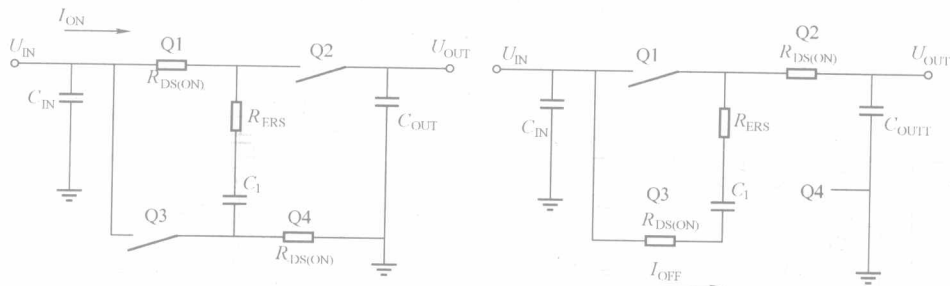 I_ON
U_IN
Q1
Q2
U_OUT
R_DS(ON)
C_IN
R_ERS
C_OUT
C_1
Q3
Q4
R_DS(ON)
U_IN
Q1
Q2
U_OUT
R_DS(ON)
C_IN
R_ERS
C_OUTT
Q3
C_1
Q4
R_DS(ON)
I_OFF